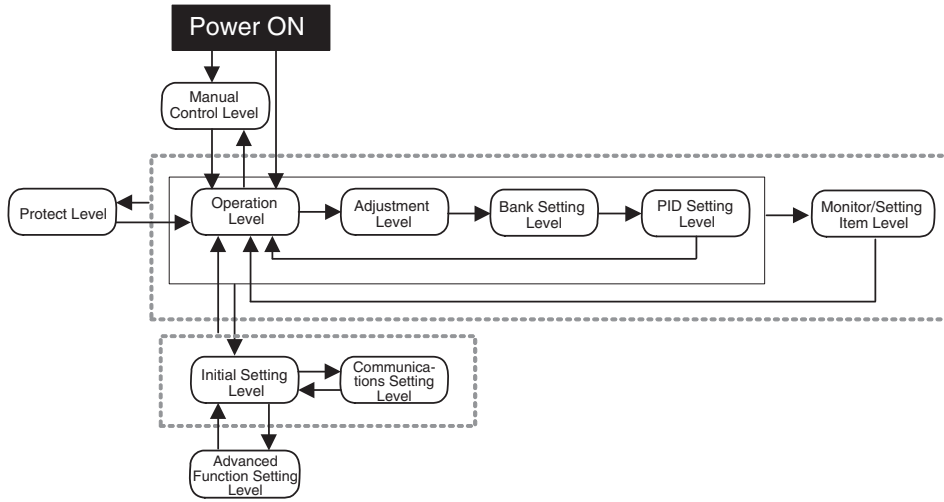 Power ON
Manual
Control Level
Protect Level
Operation
Level
Adjustment
Level
Bank Setting
Level
PID Setting
Level
Monitor/Setting
Item Level
Initial Setting
Level
Communica-
tions Setting
Level
Advanced
Function Setting
Level